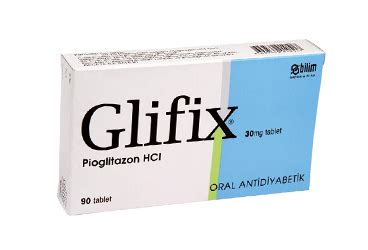 bilim
Glifix®
30mg tablet
Pioglitazon HCl
ORAL ANTİDİYABETİK
90 tablet